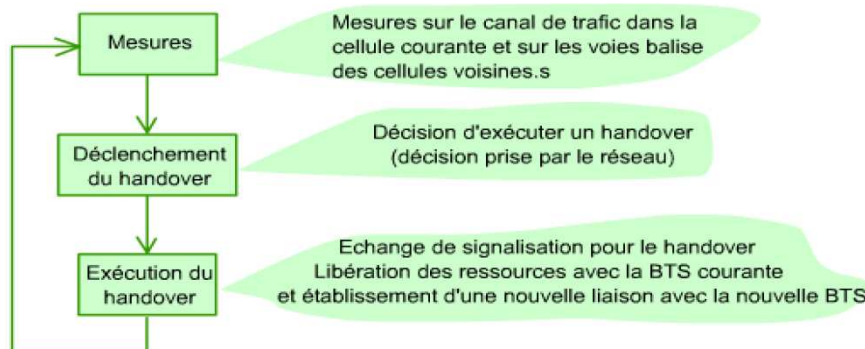 Mesures
Mesures sur le canal de trafic dans la
cellule courante et sur les voies balise
des cellules voisines.s
Déclenchement
du handover
Décision d'exécuter un handover
(décision prise par le réseau)
Exécution du
handover
Echange de signalisation pour le handover
Libération des ressources avec la BTS courante
et établissement d'une nouvelle liaison avec la nouvelle BTS